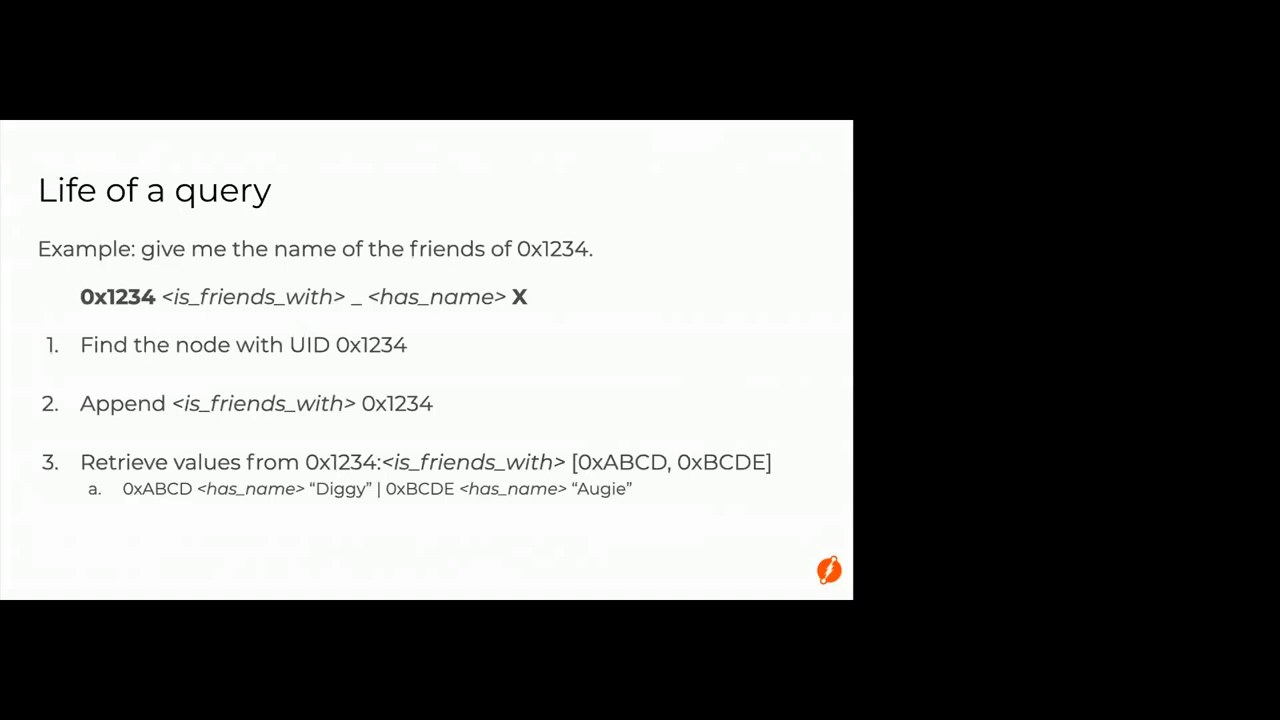 Life of a query
Example: give me the name of the friends of 0x1234.
0x1234 <is_friends_with> _ <has_name> X
1. Find the node with UID 0x1234
2. Append <is_friends_with> 0x1234
3. Retrieve values from 0x1234:<is_friends_with> [0xABCD, 0xBCDE]
a. 0xABCD <has_name> “Diggy” | 0xBCDE <has_name> “Augie”